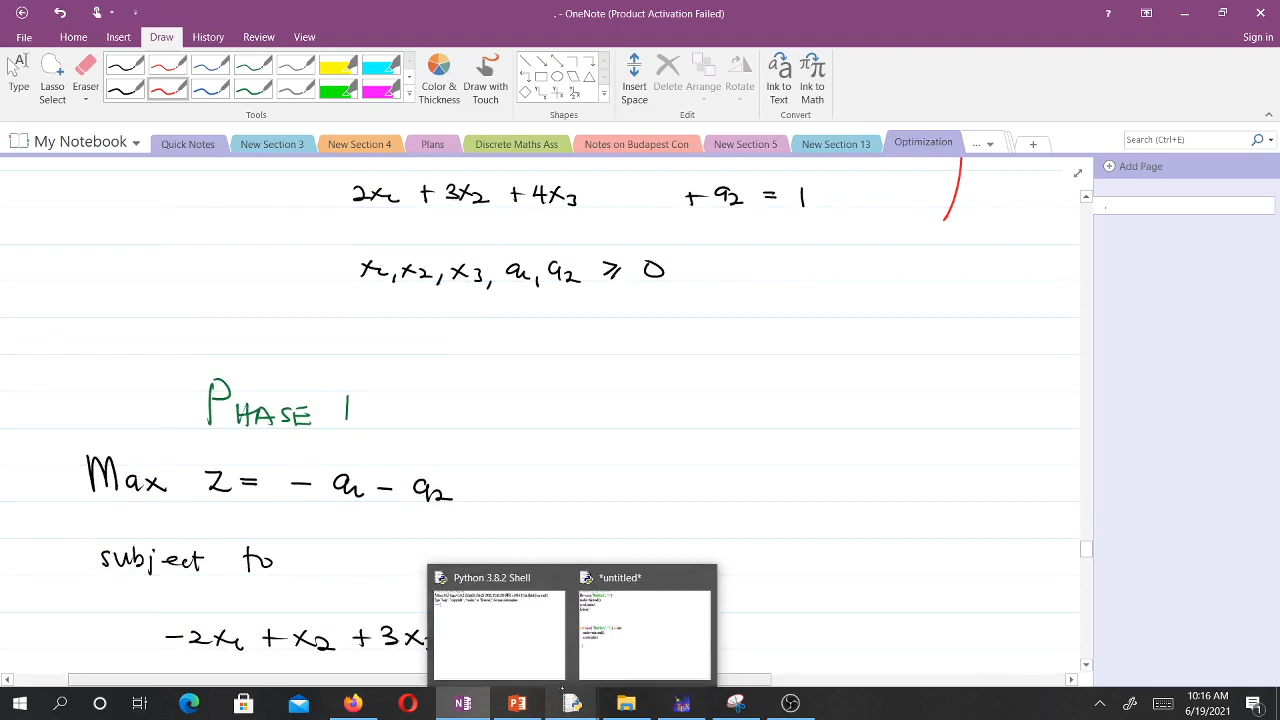 . - OneNote (Product Activation Failed)
File Home Insert Draw History Review View Sign in
Type Lasso Select Eraser Color & Thickness Draw with Touch Insert Space Delete Arrange Rotate Ink to Text Ink to Math
Tools Shapes Edit Convert
My Notebook Quick Notes New Section 3 New Section 4 Plans Discrete Maths Ass Notes on Budapest Con New Section 5 New Section 13 Optimization ... Search (Ctrl+E)
Add Page
.
2x₁ + 3x₂ + 4x₃ + a₂ = 1
x₁, x₂, x₃, a₁, a₂ ≥ 0
PHASE 1
Max Z = - a₁ - a₂
subject to
-2x₁ + x₂ + 3x
Python 3.8.2 Shell *untitled*
10:16 AM
6/19/2021